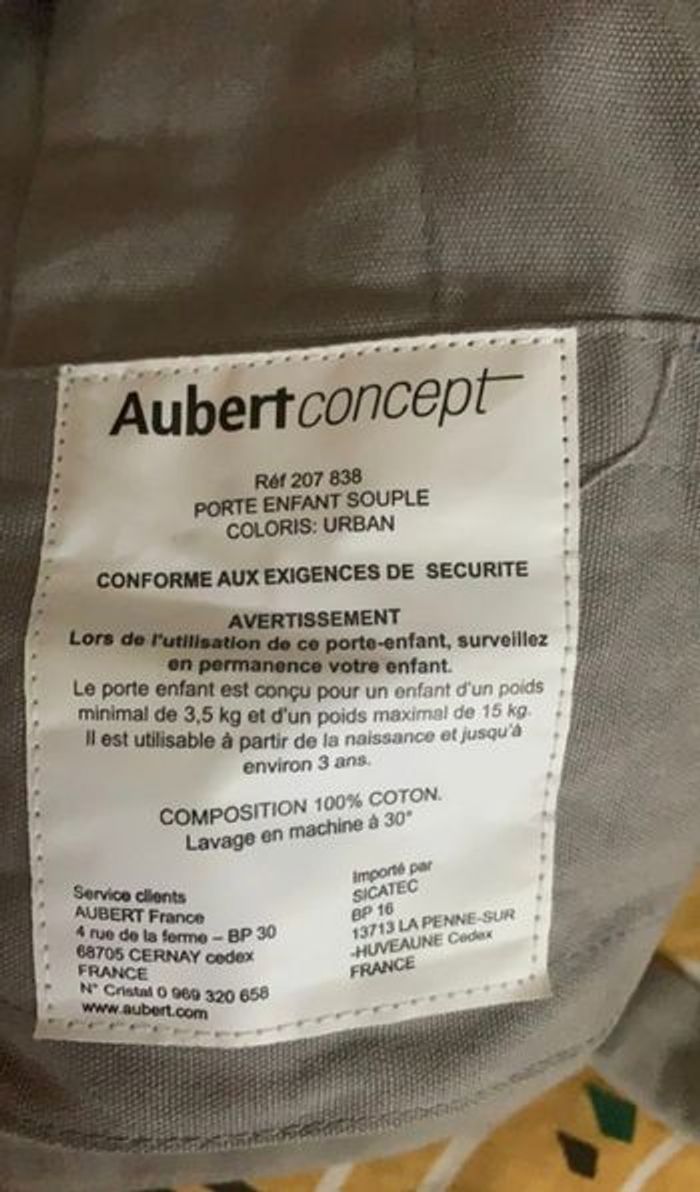 Aubert concept
Réf 207 838
PORTE ENFANT SOUPLE
COLORIS: URBAN
CONFORME AUX EXIGENCES DE SECURITE
AVERTISSEMENT
Lors de l'utilisation de ce porte-enfant, surveillez
en permanence votre enfant.
Le porte enfant est conçu pour un enfant d'un poids
minimal de 3,5 kg et d'un poids maximal de 15 kg.
Il est utilisable à partir de la naissance et jusqu'à
environ 3 ans.
COMPOSITION 100% COTON.
Lavage en machine à 30°
Service clients
AUBERT France
4 rue de la ferme – BP 30
68705 CERNAY cedex
FRANCE
N° Cristal 0 969 320 658
www.aubert.com
Importé par
SICATEC
BP 16
13713 LA PENNE-SUR
-HUVEAUNE Cedex
FRANCE